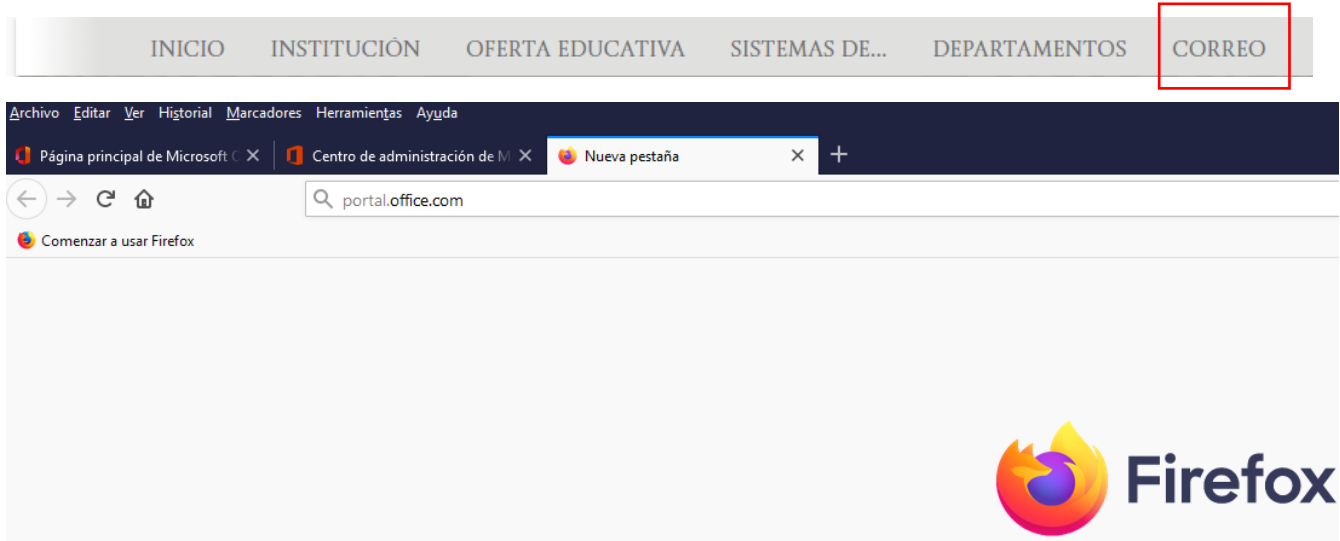 INICIO INSTITUCIÓN OFERTA EDUCATIVA SISTEMAS DE... DEPARTAMENTOS CORREO
Archivo Editar Ver Historial Marcadores Herramientas Ayuda
Página principal de Microsoft Centro de administración de M Nueva pestaña
portal.office.com
Comenzar a usar Firefox
Firefox